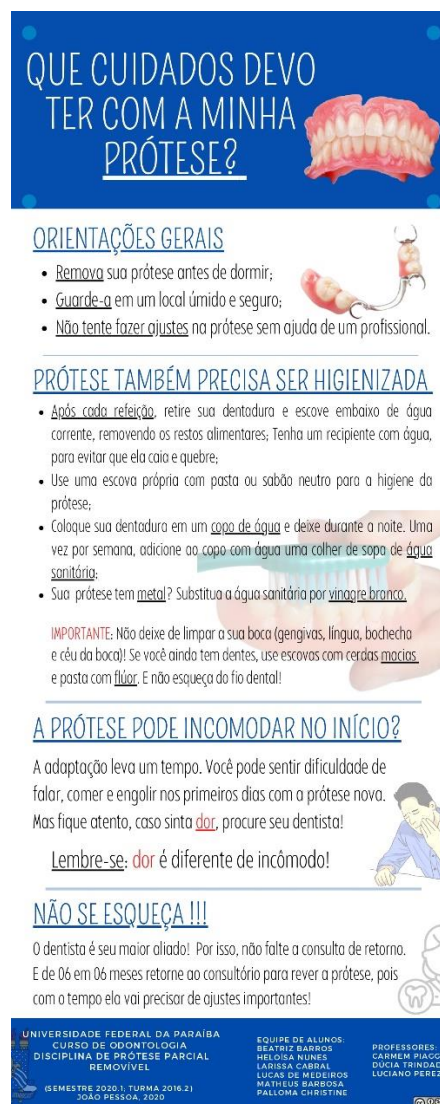 QUE CUIDADOS DEVO
TER COM A MINHA
PRÓTESE?
ORIENTAÇÕES GERAIS
• Remova sua prótese antes de dormir;
• Guarde-a em um local úmido e seguro;
• Não tente fazer ajustes na prótese sem ajuda de um profissional.
PRÓTESE TAMBÉM PRECISA SER HIGIENIZADA
• Após cada refeição, retire sua dentadura e escove embaixo de água
corrente, removendo os restos alimentares; Tenha um recipiente com água,
para evitar que ela caia e quebre;
• Use uma escova própria com pasta ou sabão neutro para a higiene da
prótese;
• Coloque sua dentadura em um copo de água e deixe durante a noite. Uma
vez por semana, adicione ao copo com água uma colher de sopa de água
sanitária;
• Sua prótese tem metal? Substitua a água sanitária por vinagre branco.
IMPORTANTE: Não deixe de limpar a sua boca (gengivas, língua, bochecha
e céu da boca)! Se você ainda tem dentes, use escovas com cerdas macias
e pasta com flúor. E não esqueça do fio dental!
A PRÓTESE PODE INCOMODAR NO INÍCIO?
A adaptação leva um tempo. Você pode sentir dificuldade de
falar, comer e engolir nos primeiros dias com a prótese nova.
Mas fique atento, caso sinta dor, procure seu dentista!
Lembre-se: dor é diferente de incômodo!
NÃO SE ESQUEÇA !!!
O dentista é seu maior aliado! Por isso, não falte a consulta de retorno.
E de 06 em 06 meses retorne ao consultório para rever a prótese, pois
com o tempo ela vai precisar de ajustes importantes!
UNIVERSIDADE FEDERAL DA PARAÍBA
CURSO DE ODONTOLOGIA
DISCIPLINA DE PRÓTESE PARCIAL
REMOVÍVEL
(SEMESTRE 2020.1; TURMA 2016.2)
JOÃO PESSOA, 2020
EQUIPE DE ALUNOS:
BEATRIZ BARROS
HELOÍSA NUNES
LARISSA CABRAL
LUCAS DE MEDEIROS
MATHEUS BARBOSA
PALLOMA CHRISTINE
PROFESSORES:
CARMEM
DÚCIA
LUCIANO